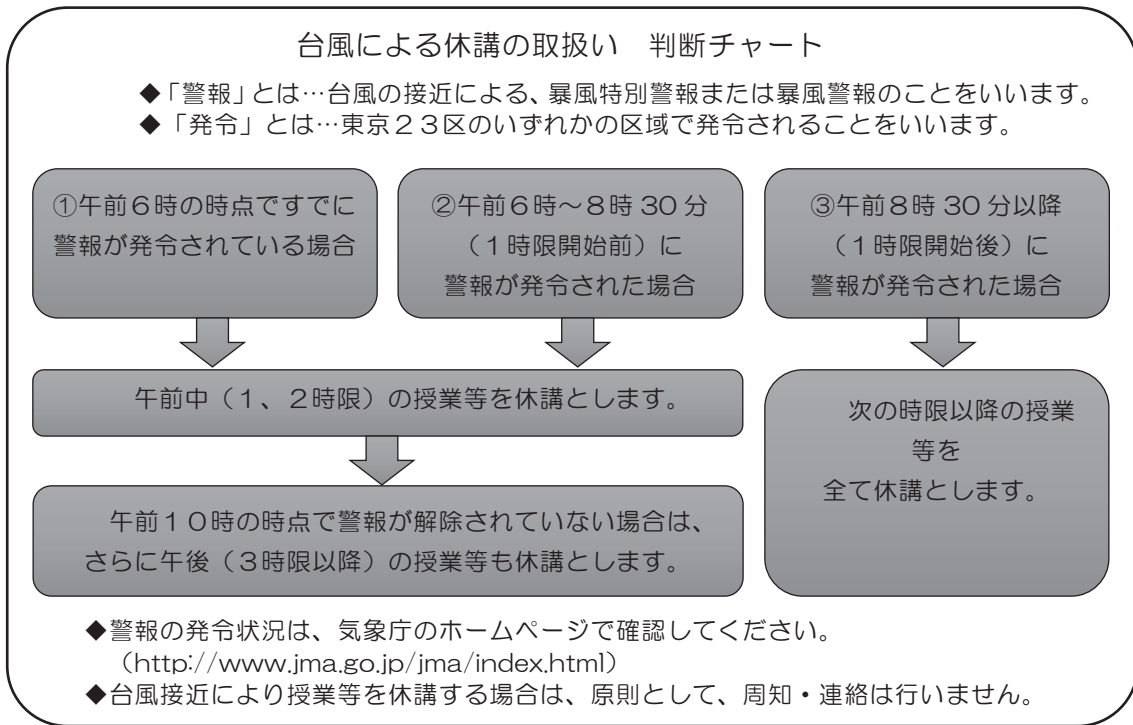 台風による休講の取扱い　判断チャート
◆「警報」とは…台風の接近による、暴風特別警報または暴風警報のことをいいます。
◆「発令」とは…東京２３区のいずれかの区域で発令されることをいいます。
①午前６時の時点ですでに
警報が発令されている場合
②午前６時～８時 30 分
（１時限開始前）に
警報が発令された場合
③午前８時 30 分以降
（１時限開始後）に
警報が発令された場合
午前中（１、２時限）の授業等を休講とします。
午前１０時の時点で警報が解除されていない場合は、
さらに午後（３時限以降）の授業等も休講とします。
次の時限以降の授業
等を
全て休講とします。
◆警報の発令状況は、気象庁のホームページで確認してください。
（http://www.jma.go.jp/jma/index.html）
◆台風接近により授業等を休講する場合は、原則として、周知・連絡は行いません。